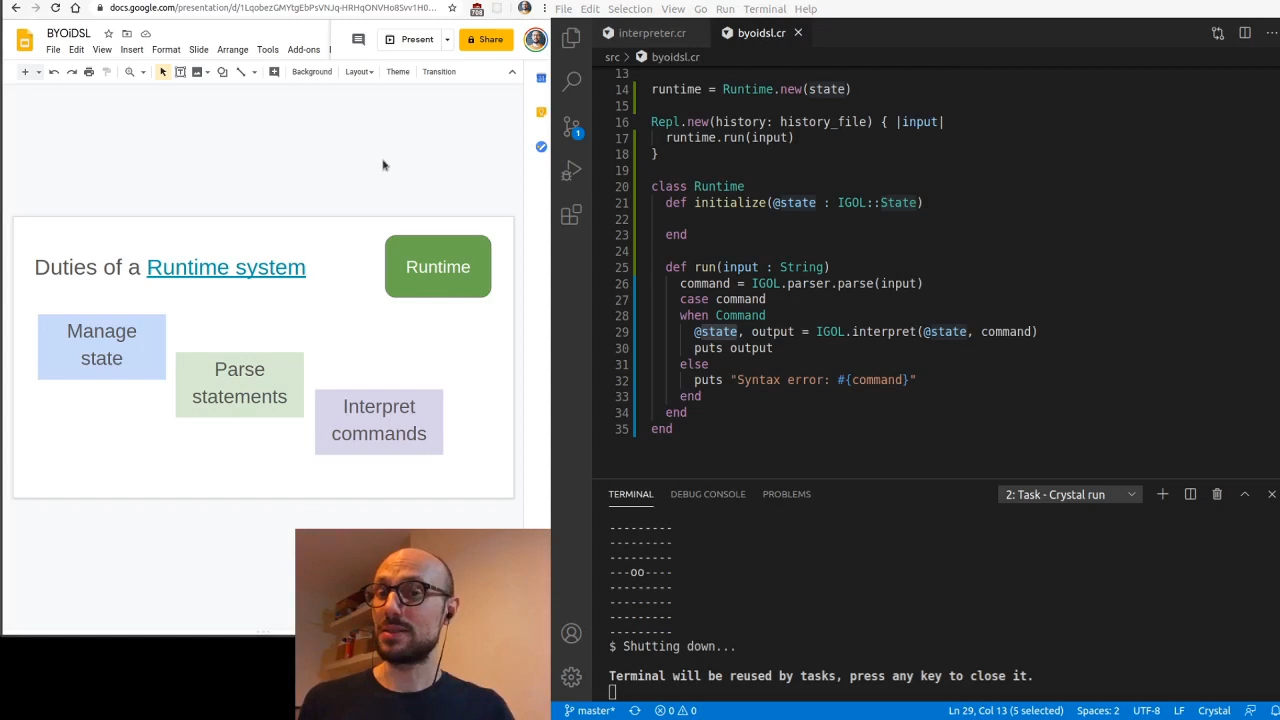 docs.google.com/presentation/d/1LqobezGMYtgEbPsVNJq-HRHqONVHo8Svv1H0...
708
BYOiDSL
File Edit View Insert Format Slide Arrange Tools Add-ons
Present
Share
Background Layout Theme Transition
Duties of a Runtime system
Runtime
Manage
state
Parse
statements
Interpret
commands
File Edit Selection View Go Run Terminal Help
interpreter.cr
byoidsl.cr
src › byoidsl.cr
1
13
14 runtime = Runtime.new(state)
15
16 Repl.new(history: history_file) { |input|
17 runtime.run(input)
18 }
19
20 class Runtime
21 def initialize(@state : IGOL::State)
22
23 end
24
25 def run(input : String)
26 command = IGOL.parser.parse(input)
27 case command
28 when Command
29 @state, output = IGOL.interpret(@state, command)
30 puts output
31 else
32 puts "Syntax error: #{command}"
33 end
34 end
35 end
TERMINAL DEBUG CONSOLE PROBLEMS
2: Task - Crystal run
---------
---------
---------
---oo----
---------
---------
---------
---------
$ Shutting down...
Terminal will be reused by tasks, press any key to close it.
master* 0 0
Ln 29, Col 13 (5 selected) Spaces: 2 UTF-8 LF Crystal